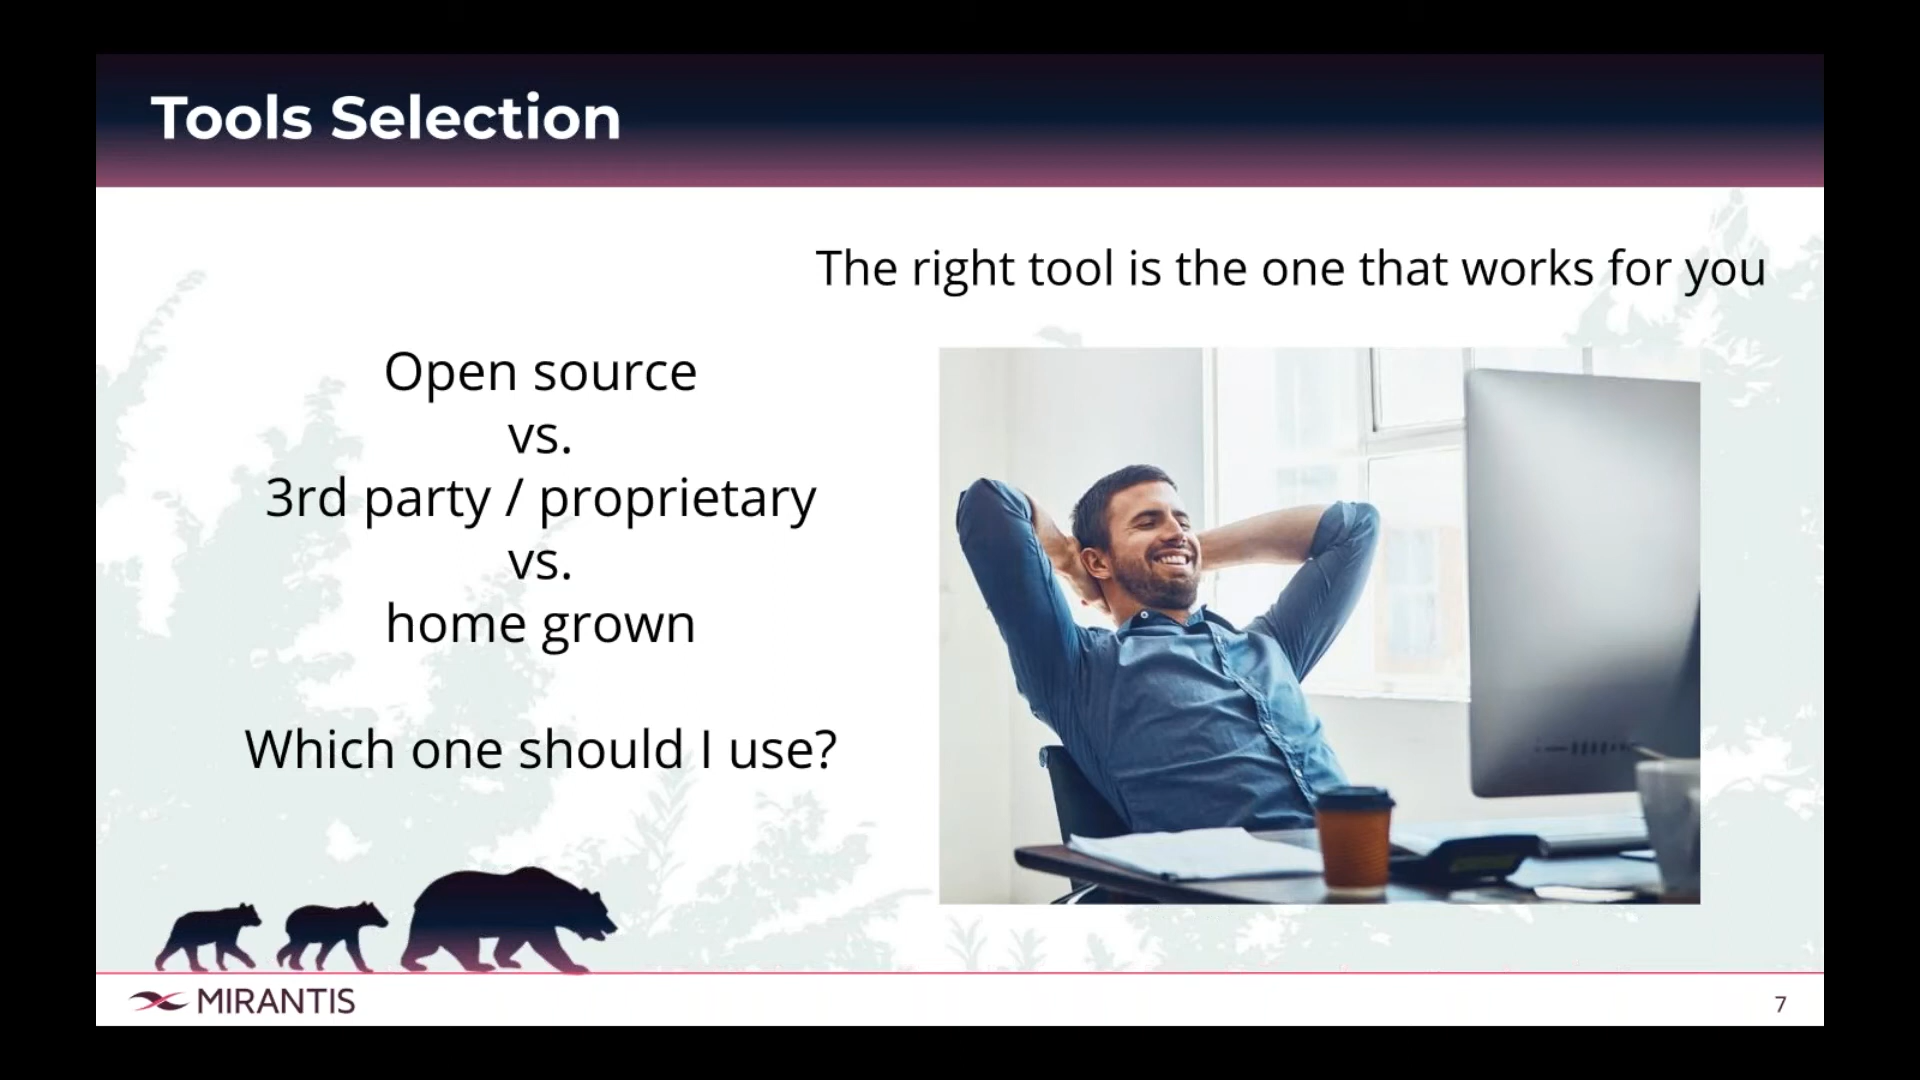 Tools Selection
The right tool is the one that works for you
Open source
vs.
3rd party / proprietary
vs.
home grown
Which one should I use?
MIRANTIS
7